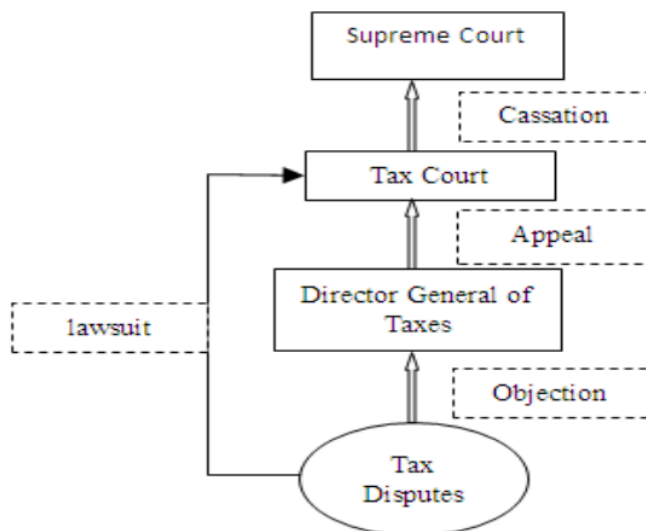 Supreme Court
Cassation
Tax Court
Appeal
Director General of
Taxes
lawsuit
Objection
Tax
Disputes